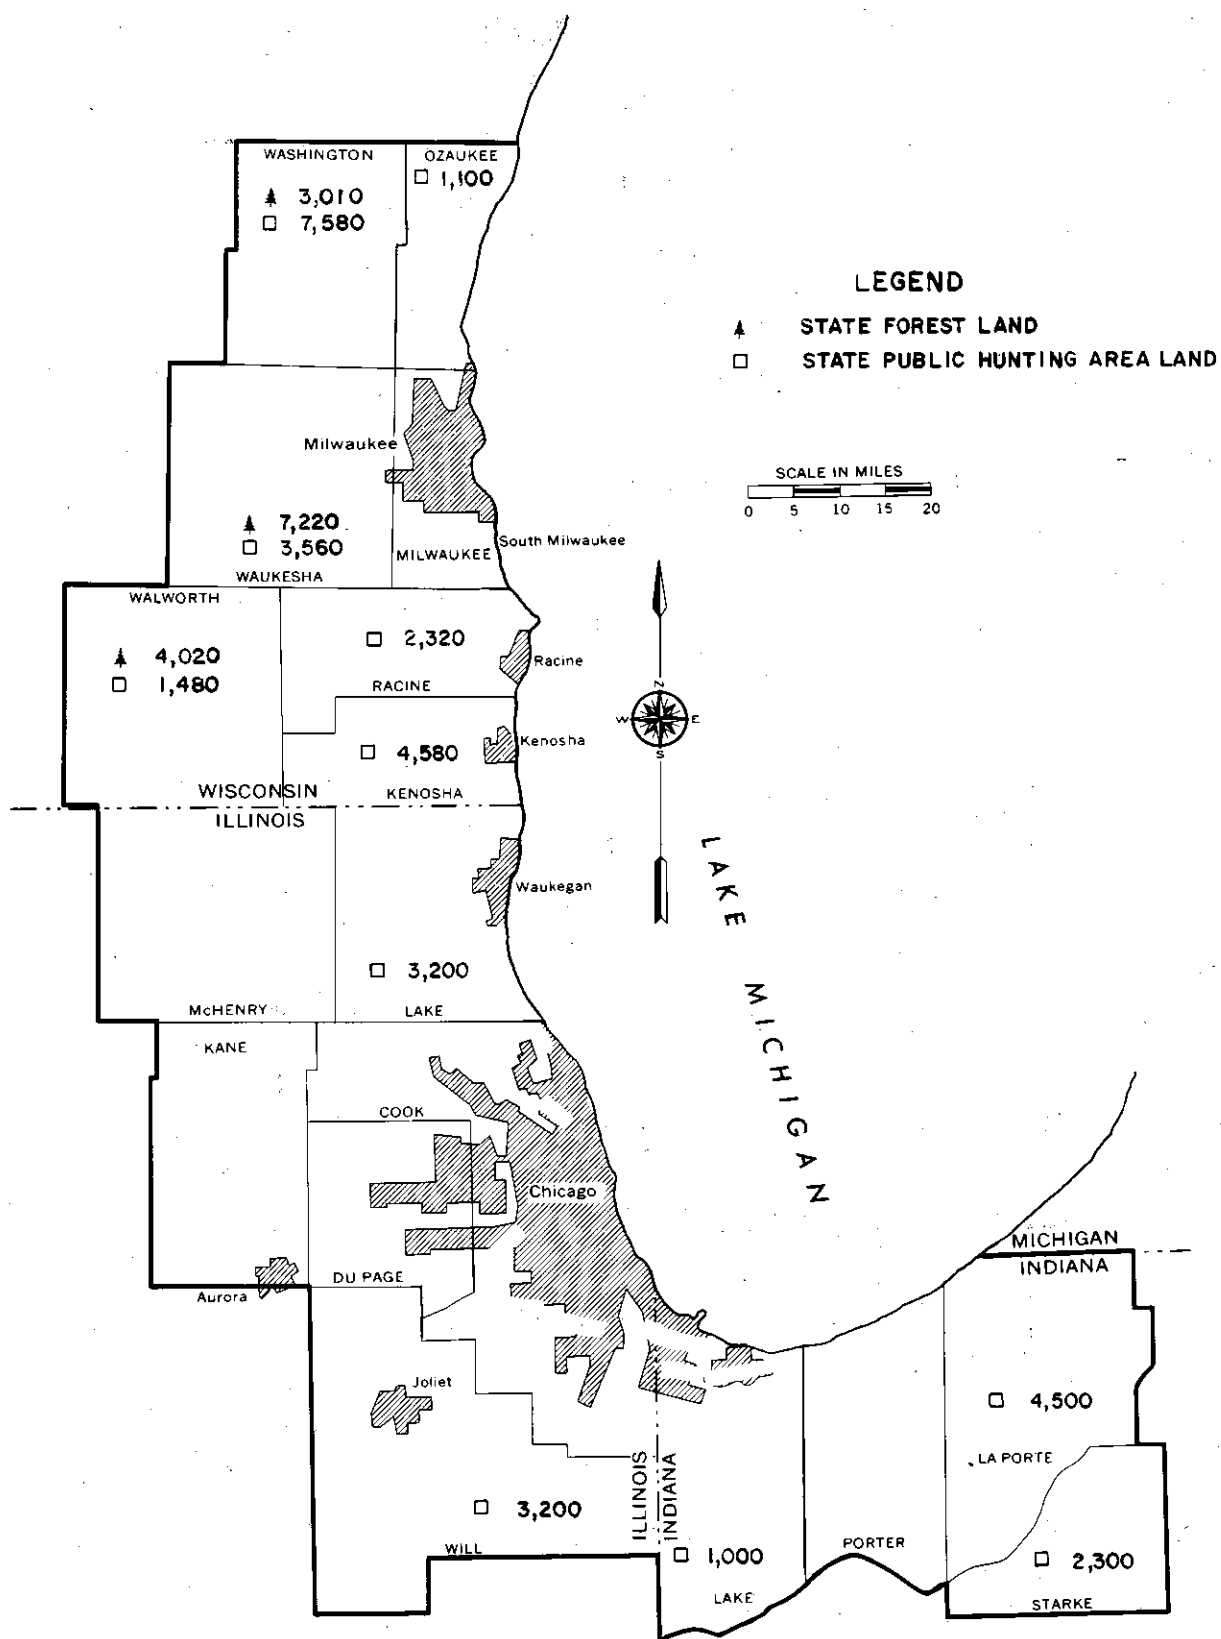 WASHINGTON
3,010
7,580
OZAUKEE
1,100
LEGEND
STATE FOREST LAND
STATE PUBLIC HUNTING AREA LAND
Milwaukee
SCALE IN MILES
0 5 10 15 20
7,220
3,560
WAUKESHA
MILWAUKEE
South Milwaukee
WALWORTH
4,020
1,480
2,320
RACINE
Racine
4,580
KENOSHA
Kenosha
N
W E
S
WISCONSIN
ILLINOIS
Waukegan
3,200
McHENRY
LAKE
LAKE MICHIGAN
KANE
COOK
Chicago
DU PAGE
Aurora
Joliet
MICHIGAN
INDIANA
4,500
LA PORTE
ILLINOIS
INDIANA
3,200
WILL
1,000
LAKE
PORTER
2,300
STARKE